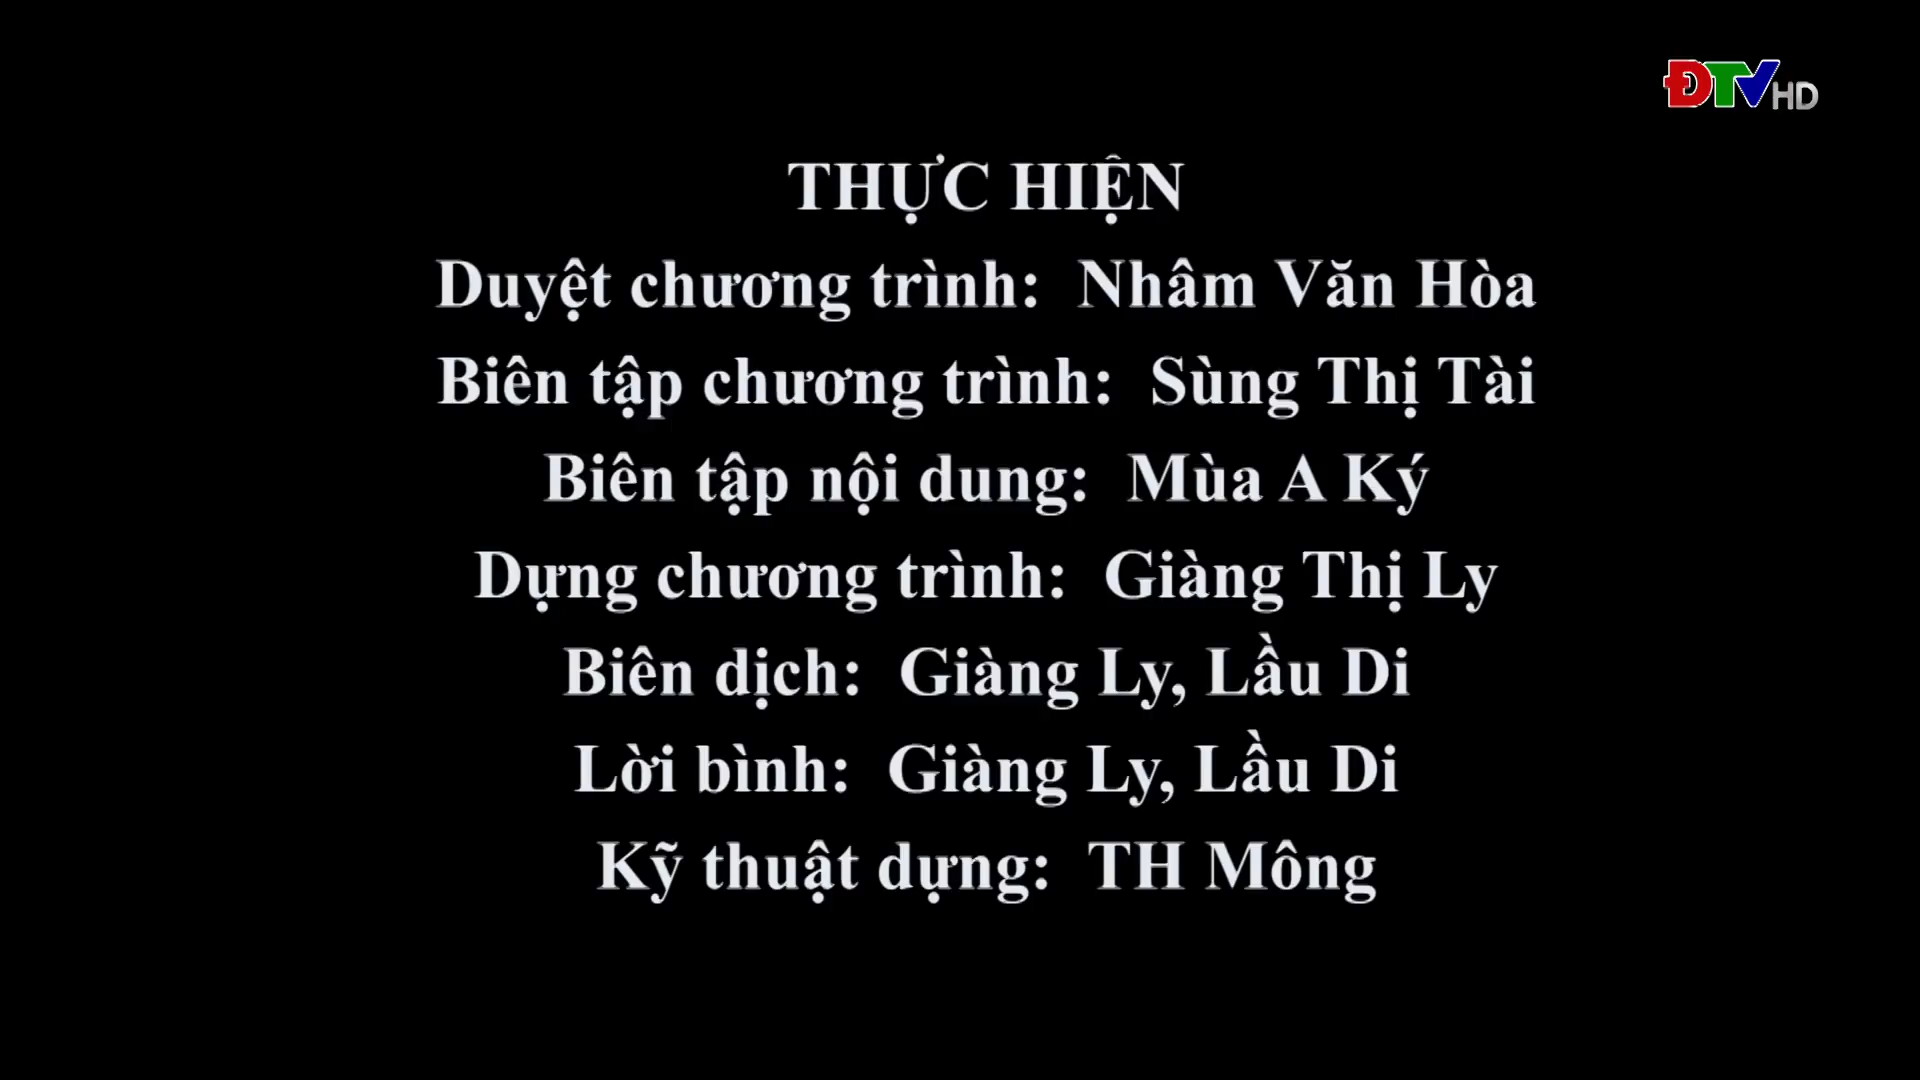 ĐTV HD
THỰC HIỆN
Duyệt chương trình: Nhâm Văn Hòa
Biên tập chương trình: Sùng Thị Tài
Biên tập nội dung: Mùa A Ký
Dựng chương trình: Giàng Thị Ly
Biên dịch: Giàng Ly, Lầu Di
Lời bình: Giàng Ly, Lầu Di
Kỹ thuật dựng: TH Mông